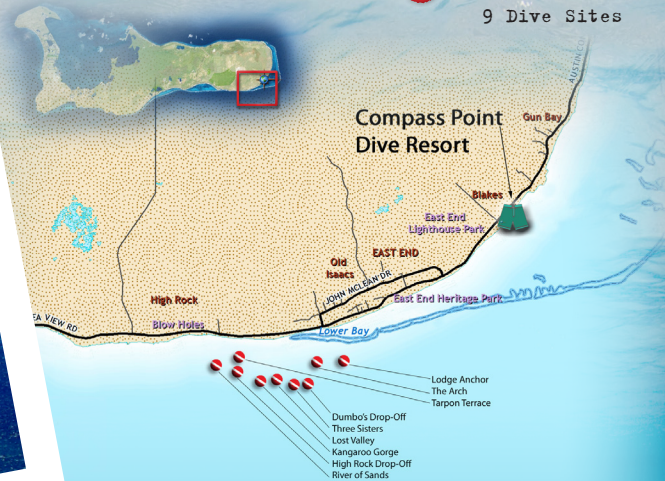 9 Dive Sites
AUSTIN
Compass Point
Dive Resort
Gun Bay
Blakes
East End
Lighthouse Park
EAST END
Old
Isaacs
JOHN MCLEAN DR
High Rock
East End Heritage Park
EA VIEW RD
Blow Holes
Lower Bay
Lodge Anchor
The Arch
Tarpon Terrace
Dumbo's Drop-Off
Three Sisters
Lost Valley
Kangaroo Gorge
High Rock Drop-Off
River of Sands